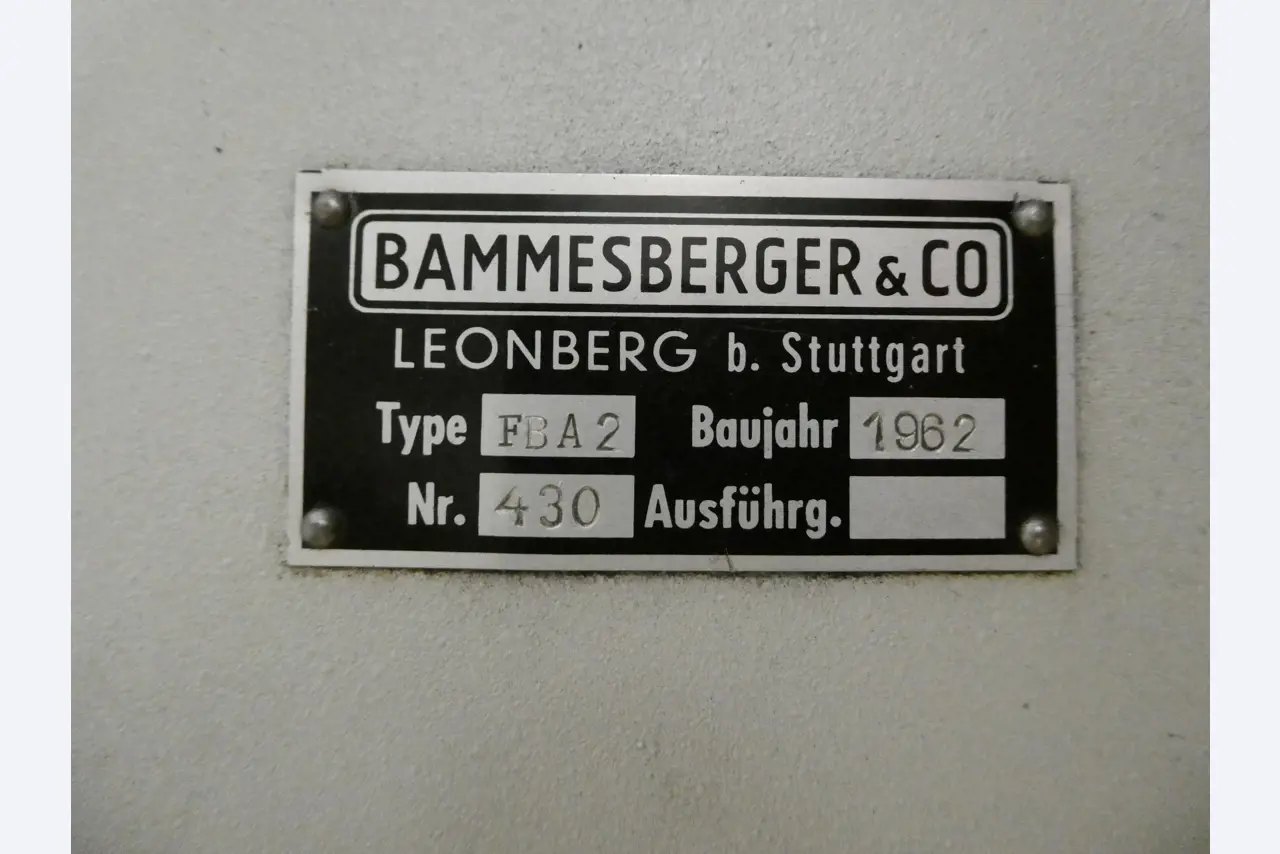 BAMMESBERGER & CO
LEONBERG b. Stuttgart
Type FBA2 Baujahr 1962
Nr. 430 Ausführg.